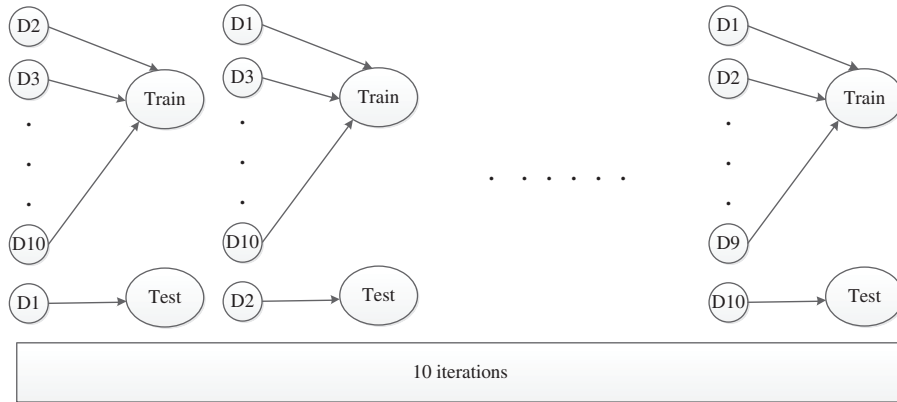 D2
D3
.
.
.
D10
Train
D1
Test
D1
D3
.
.
.
D10
Train
D2
Test
. . . . . .
D1
D2
.
.
.
D9
Train
D10
Test
10 iterations